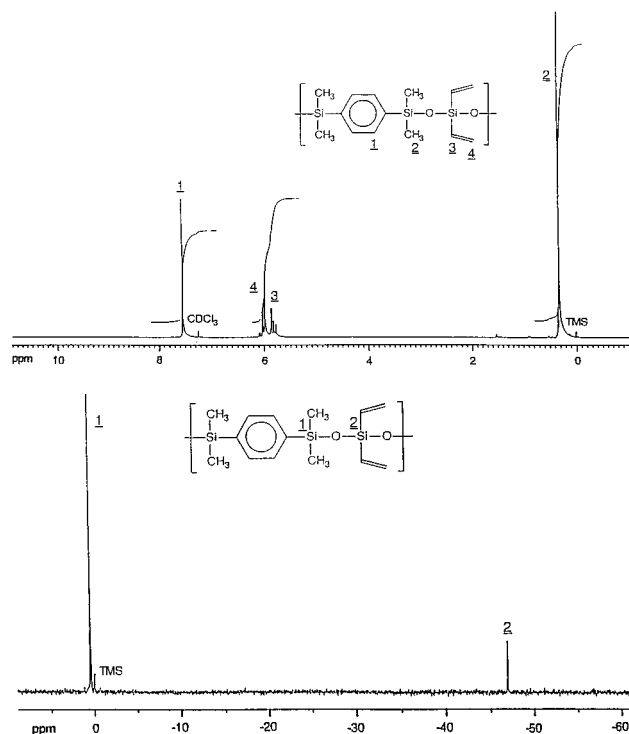 2
CH₃ CH₃
Si Si O Si O
CH₃ CH₃
1 2 3 4
1
4 3
CDCl₃
TMS
ppm 10 8 6 4 2 0
1
CH₃ 1 CH₃ 2
Si Si O Si O
CH₃ CH₃
TMS
2
ppm 0 -10 -20 -30 -40 -50 -60